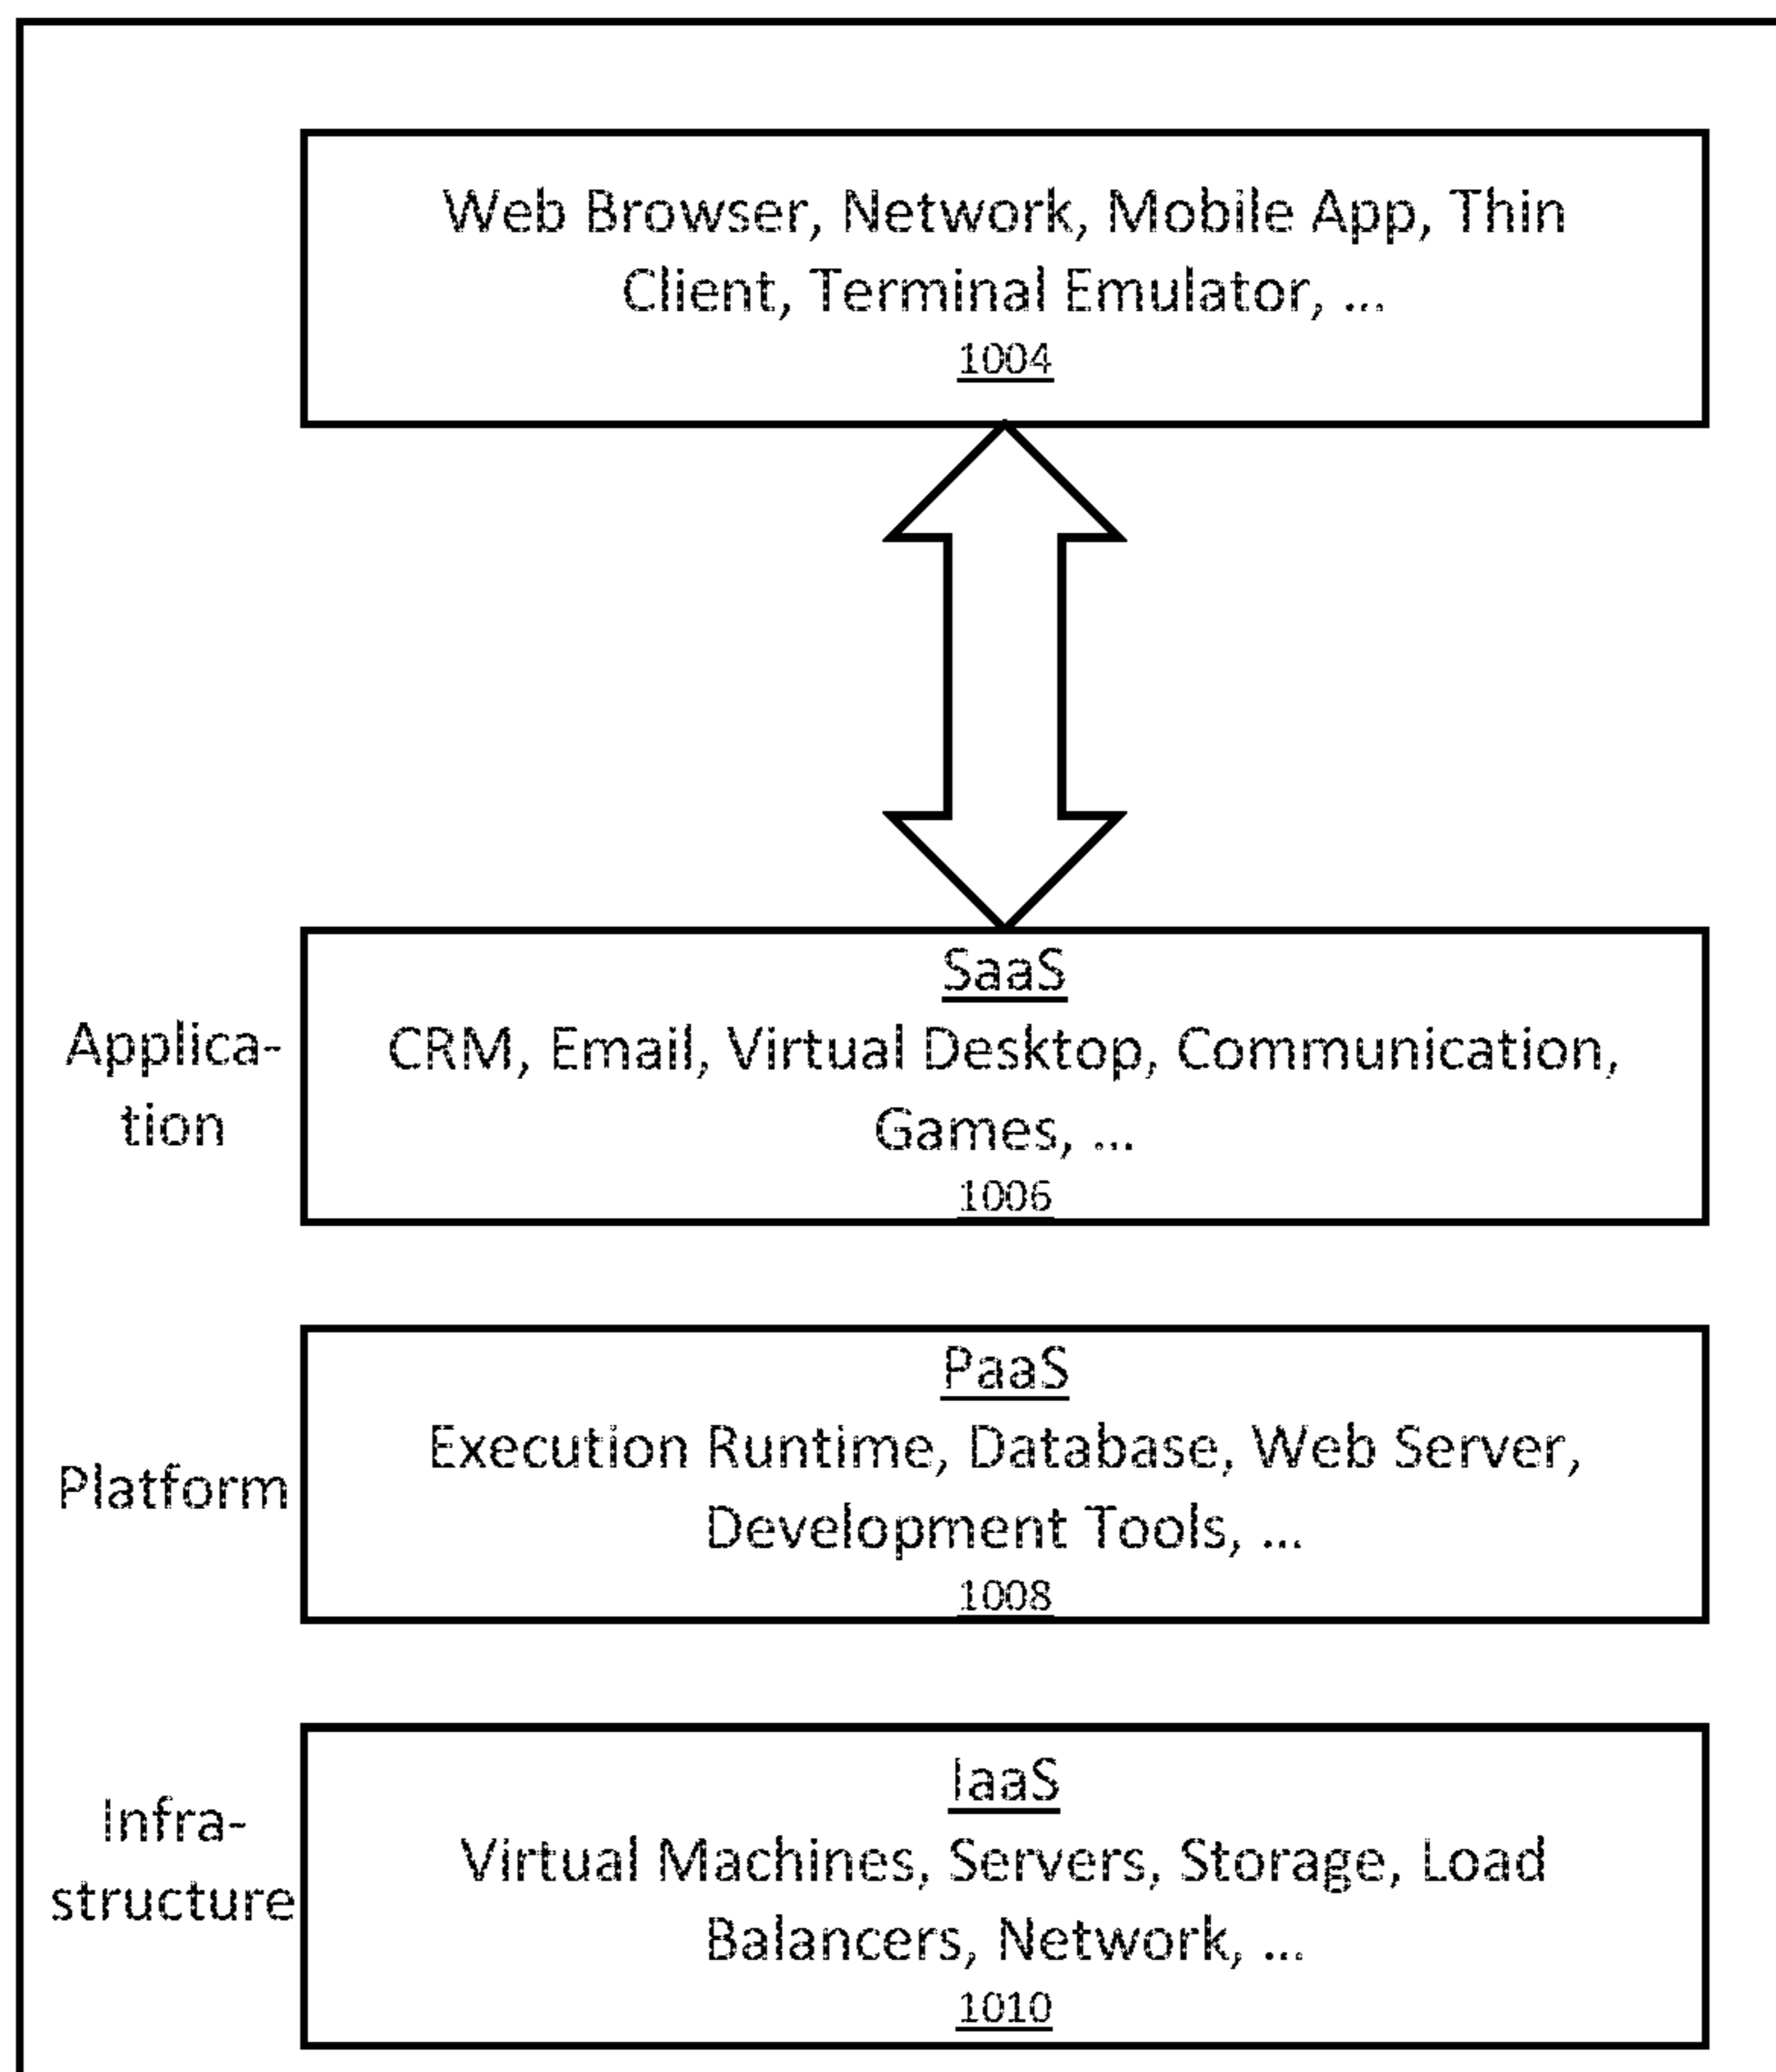 Web Browser, Network, Mobile App, Thin
Client, Terminal Emulator, ...
1004
SaaS
Applica-
tion
CRM, Email, Virtual Desktop, Communication,
Games, ...
1006
PaaS
Platform
Execution Runtime, Database, Web Server,
Development Tools, ...
1008
IaaS
Infra-
structure
Virtual Machines, Servers, Storage, Load
Balancers, Network, ...
1010